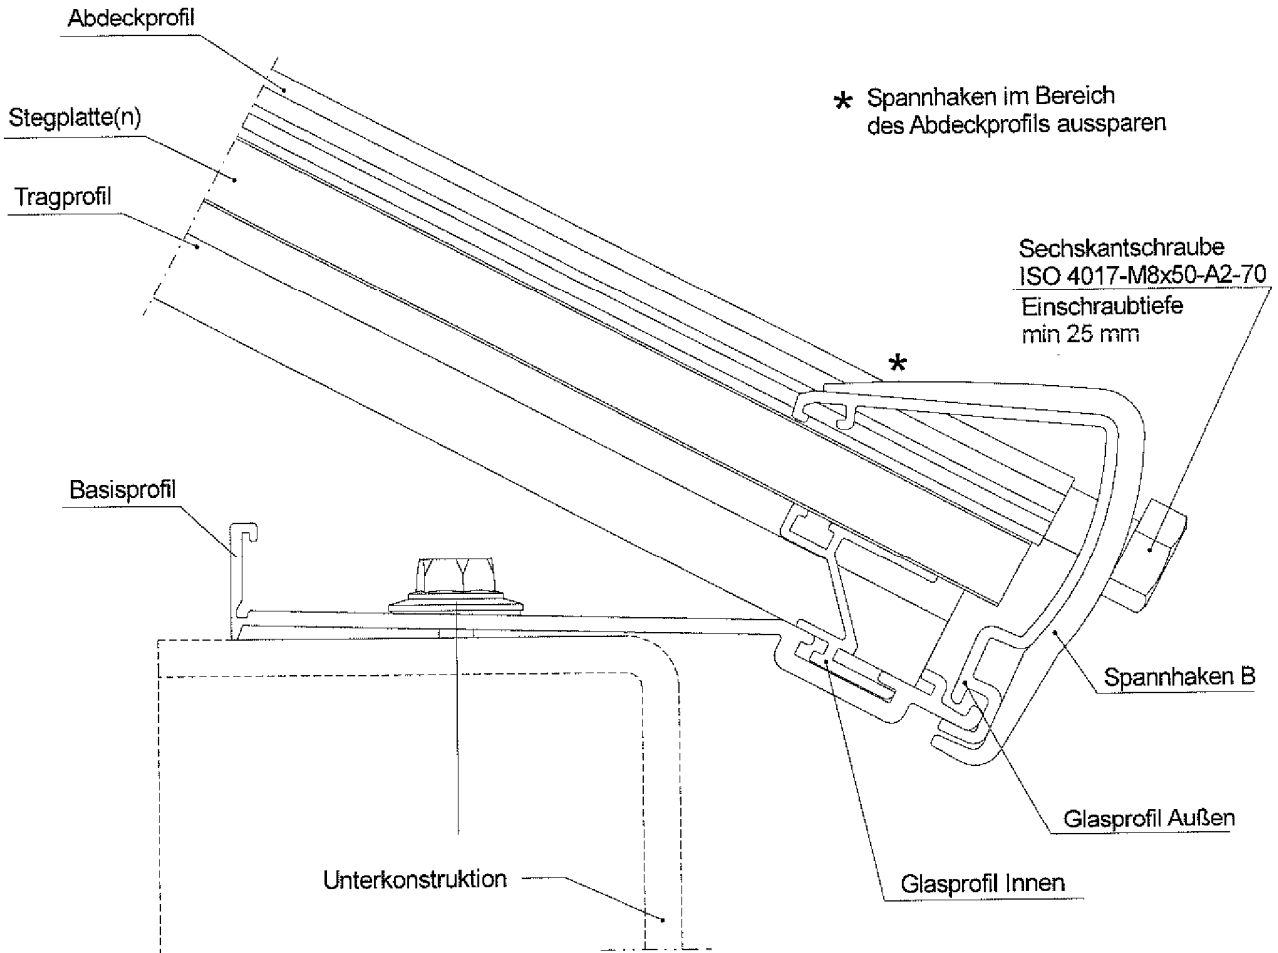 Abdeckprofil
* Spannhaken im Bereich
des Abdeckprofils aussparen
Stegplatte(n)
Tragprofil
Sechskantschraube
ISO 4017-M8x50-A2-70
Einschraubtiefe
min 25 mm
*
Basisprofil
Spannhaken B
Glasprofil Außen
Unterkonstruktion
Glasprofil Innen